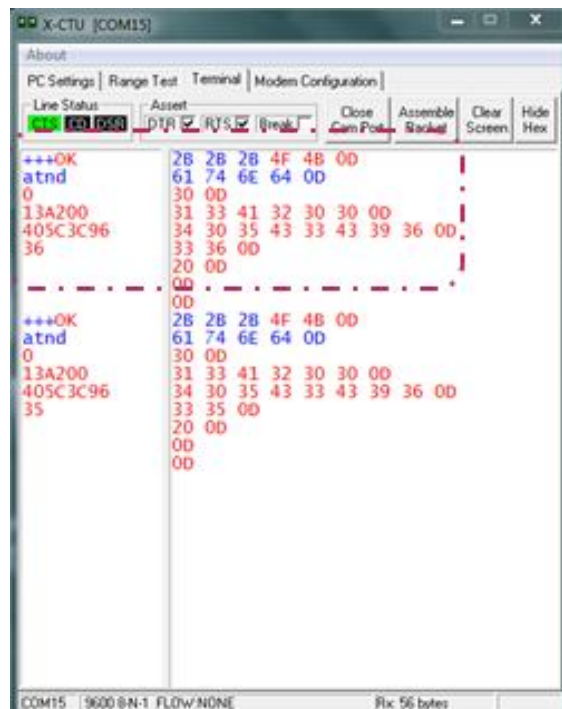 X-CTU [COM15]
About
PC Settings Range Test Terminal Modem Configuration
Line Status Assert
CTS CD DSR DTR RTS Break Close Com Port Assemble Packet Clear Screen Hide Hex
+++OK 2B 2B 2B 4F 4B 0D
atnd 61 74 6E 64 0D
0 30 0D
13A200 31 33 41 32 30 30 0D
405C3C96 34 30 35 43 33 43 39 36 0D
36 33 36 0D
20 0D
0D
0D
+++OK 2B 2B 2B 4F 4B 0D
atnd 61 74 6E 64 0D
0 30 0D
13A200 31 33 41 32 30 30 0D
405C3C96 34 30 35 43 33 43 39 36 0D
35 33 35 0D
20 0D
0D
0D
COM15 9600 8-N-1 FLOW:NONE Rx: 56 bytes